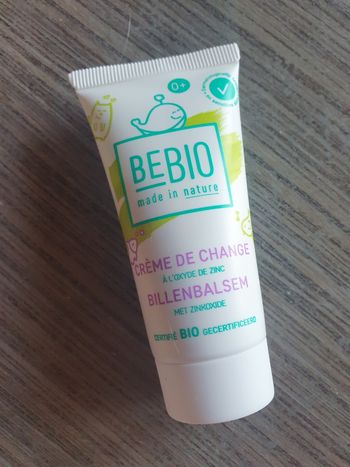 0+
BEBIO
made in nature
CRÈME DE CHANGE
À L'OXYDE DE ZINC
BILLENBALSEM
MET ZINKOXIDE
CERTIFIÉ BIO GECERTIFICEERD